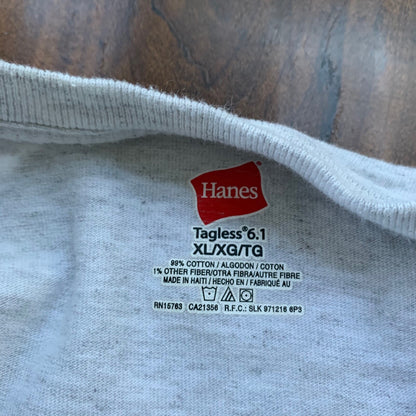 Hanes
Tagless®6.1
XL/XG/TG
99% COTTON / ALGODON / COTON
1% OTHER FIBER/OTRA FIBRA/AUTRE FIBRE
MADE IN HAITI / HECHO EN / FABRIQUÉ AU
RN15763 CA21356 R.F.C.: SLK 971216 6P3